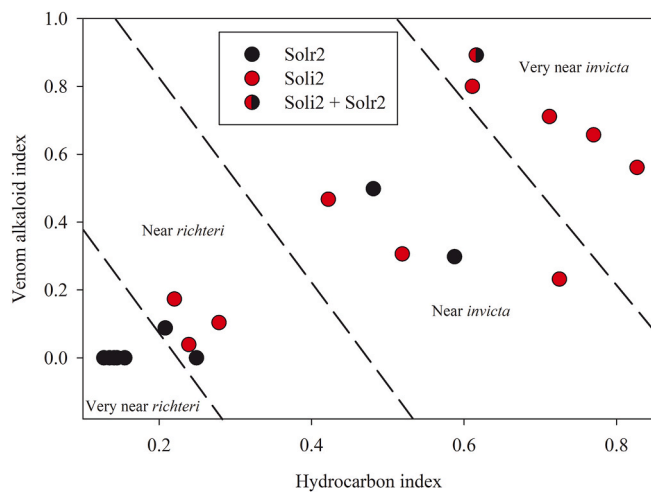 1.0
0.8
0.6
0.4
0.2
0.0
Venom alkaloid index
Solr2
Soli2
Soli2 + Solr2
Very near invicta
Near richteri
Near invicta
Very near richteri
0.2
0.4
0.6
0.8
Hydrocarbon index